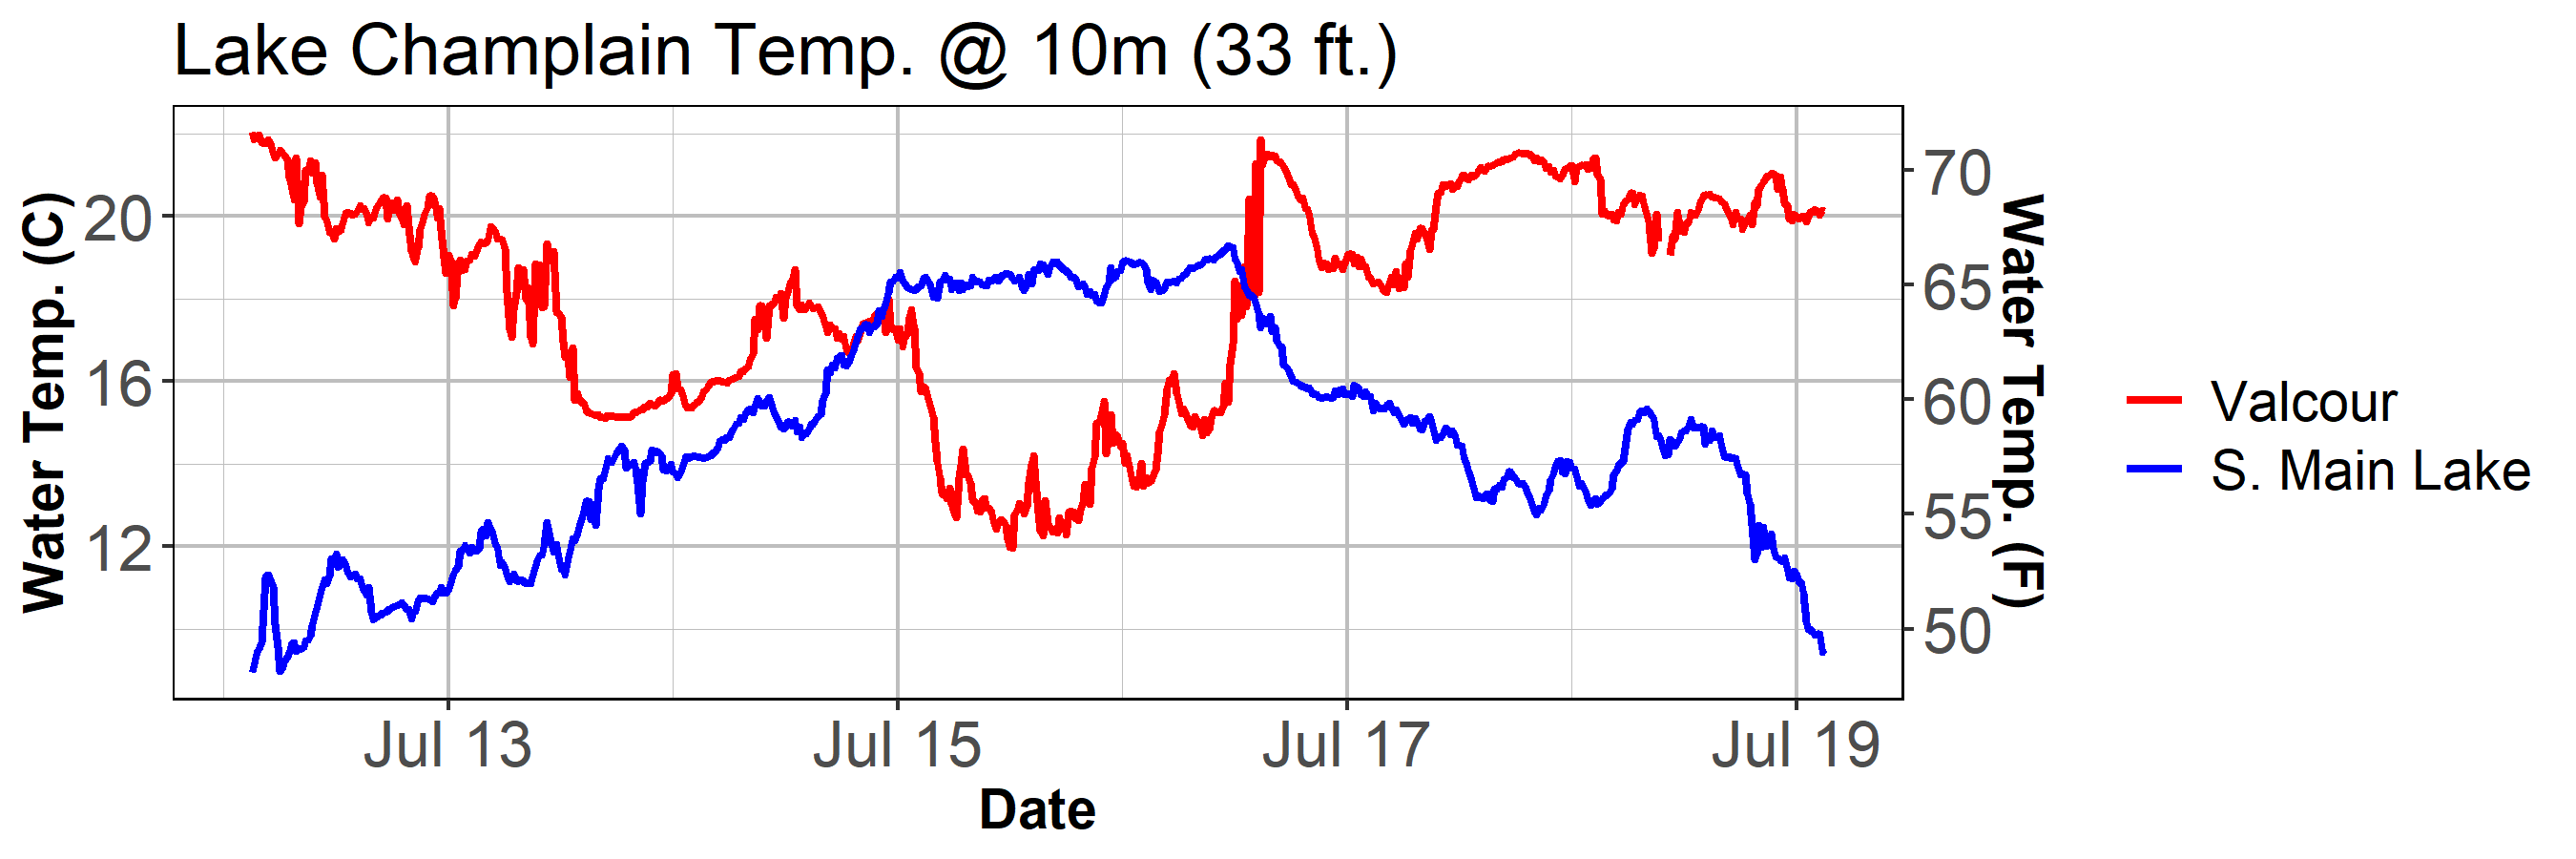 Lake Champlain Temp. @ 10m (33 ft.)
Water Temp. (C)
20
16
12
70
65
60
55
50
Water Temp. (F)
Jul 13
Jul 15
Jul 17
Jul 19
Date
Valcour
S. Main Lake